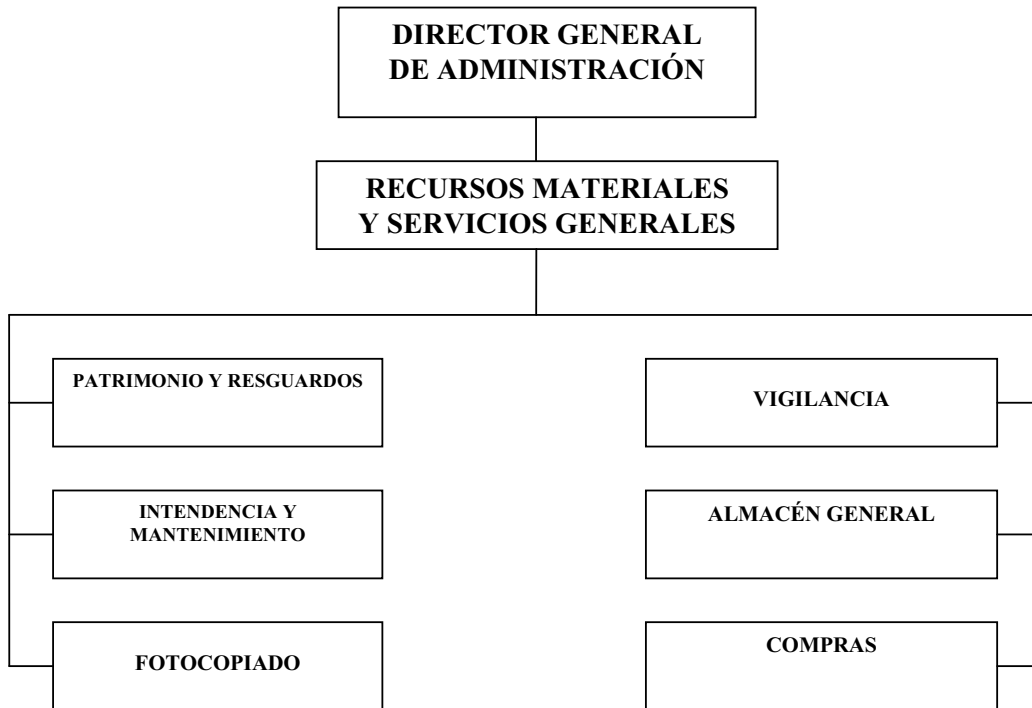 DIRECTOR GENERAL
DE ADMINISTRACIÓN
RECURSOS MATERIALES
Y SERVICIOS GENERALES
PATRIMONIO Y RESGUARDOS
VIGILANCIA
INTENDENCIA Y
MANTENIMIENTO
ALMACÉN GENERAL
FOTOCOPIADO
COMPRAS